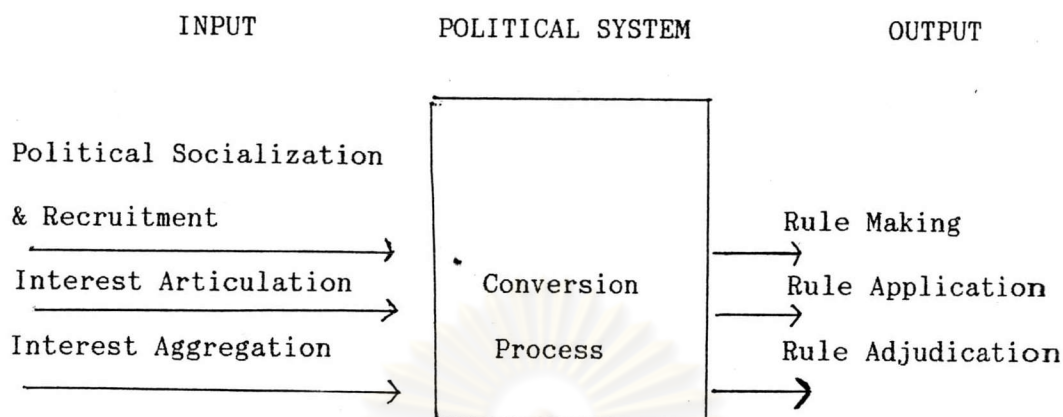 INPUT POLITICAL SYSTEM OUTPUT
Political Socialization
& Recruitment Rule Making
Interest Articulation Conversion Rule Application
Interest Aggregation Process Rule Adjudication